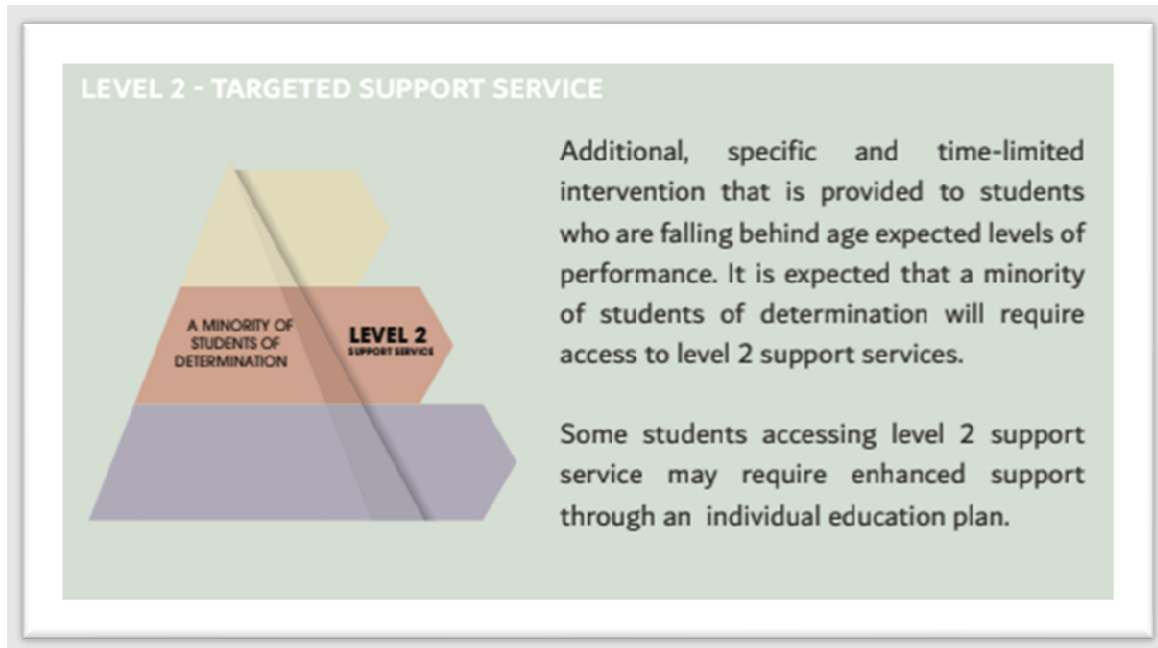 LEVEL 2 - TARGETED SUPPORT SERVICE
A MINORITY OF
STUDENTS OF
DETERMINATION
LEVEL 2
SUPPORT SERVICE
Additional, specific and time-limited
intervention that is provided to students
who are falling behind age expected levels of
performance. It is expected that a minority
of students of determination will require
access to level 2 support services.
Some students accessing level 2 support
service may require enhanced support
through an individual education plan.